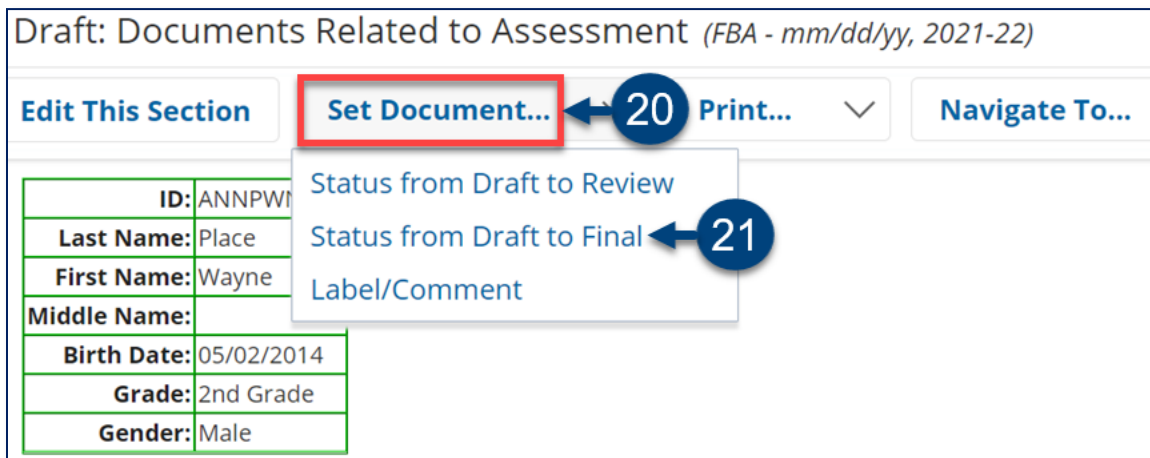 Draft: Documents Related to Assessment (FBA - mm/dd/yy, 2021-22)
Edit This Section Set Document... 20 Print... Navigate To...
Status from Draft to Review
Status from Draft to Final 21
Label/Comment
ID: ANNPWN
Last Name: Place
First Name: Wayne
Middle Name:
Birth Date: 05/02/2014
Grade: 2nd Grade
Gender: Male